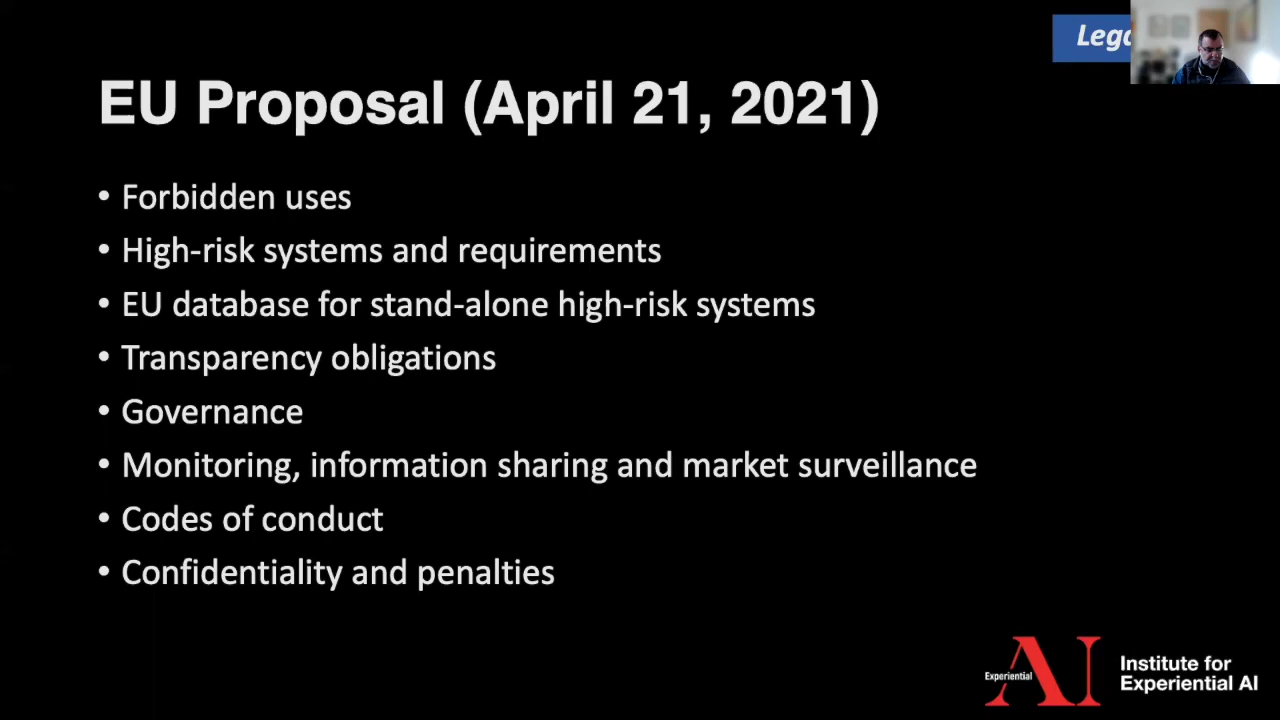 EU Proposal (April 21, 2021)
• Forbidden uses
• High-risk systems and requirements
• EU database for stand-alone high-risk systems
• Transparency obligations
• Governance
• Monitoring, information sharing and market surveillance
• Codes of conduct
• Confidentiality and penalties
Experiential
AI
Institute for
Experiential AI